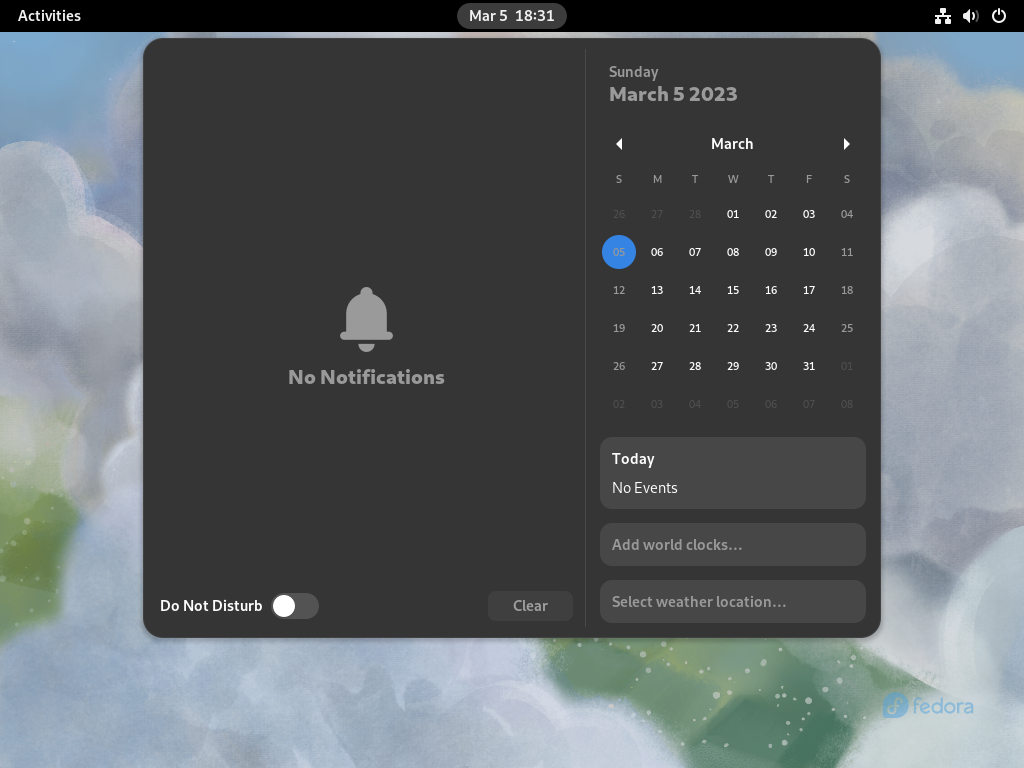 Activities
Mar 5 18:31
No Notifications
Do Not Disturb
Clear
Sunday
March 5 2023
March
S M T W T F S
26 27 28 01 02 03 04
05 06 07 08 09 10 11
12 13 14 15 16 17 18
19 20 21 22 23 24 25
26 27 28 29 30 31 01
02 03 04 05 06 07 08
Today
No Events
Add world clocks…
Select weather location…
fedora